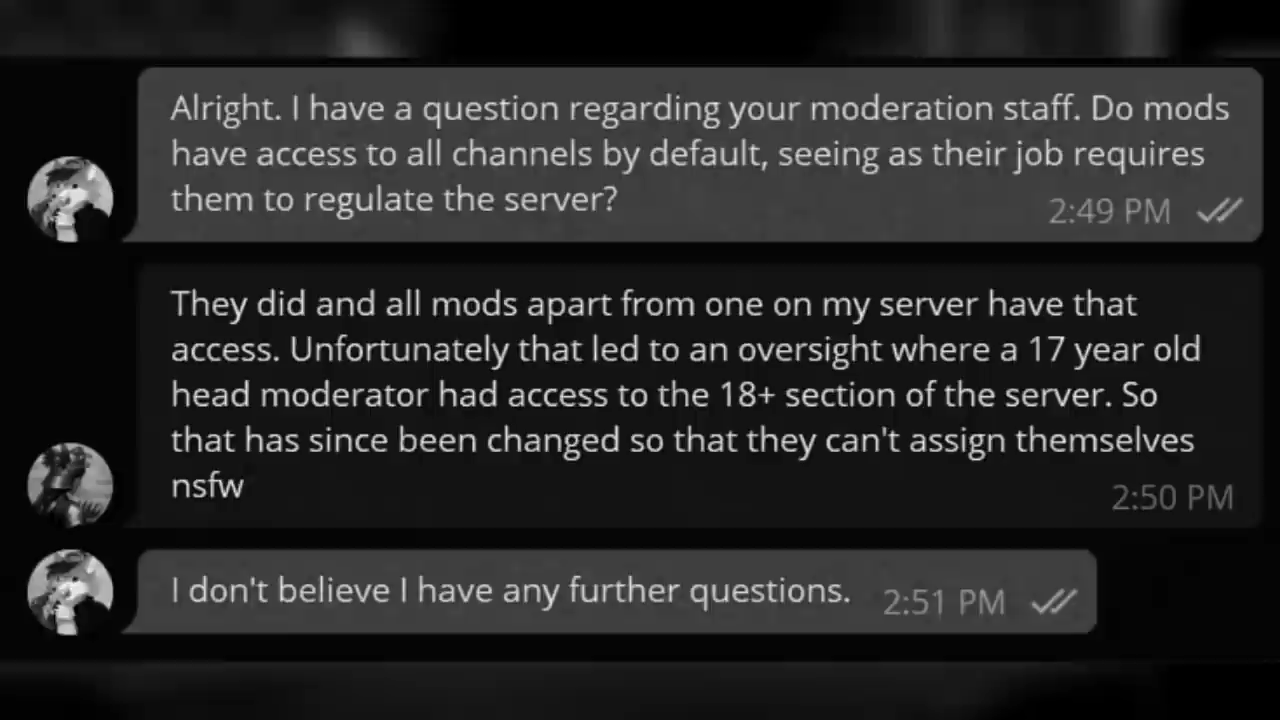 Alright. I have a question regarding your moderation staff. Do mods
have access to all channels by default, seeing as their job requires
them to regulate the server?
2:49 PM
They did and all mods apart from one on my server have that
access. Unfortunately that led to an oversight where a 17 year old
head moderator had access to the 18+ section of the server. So
that has since been changed so that they can't assign themselves
nsfw
2:50 PM
I don't believe I have any further questions. 2:51 PM